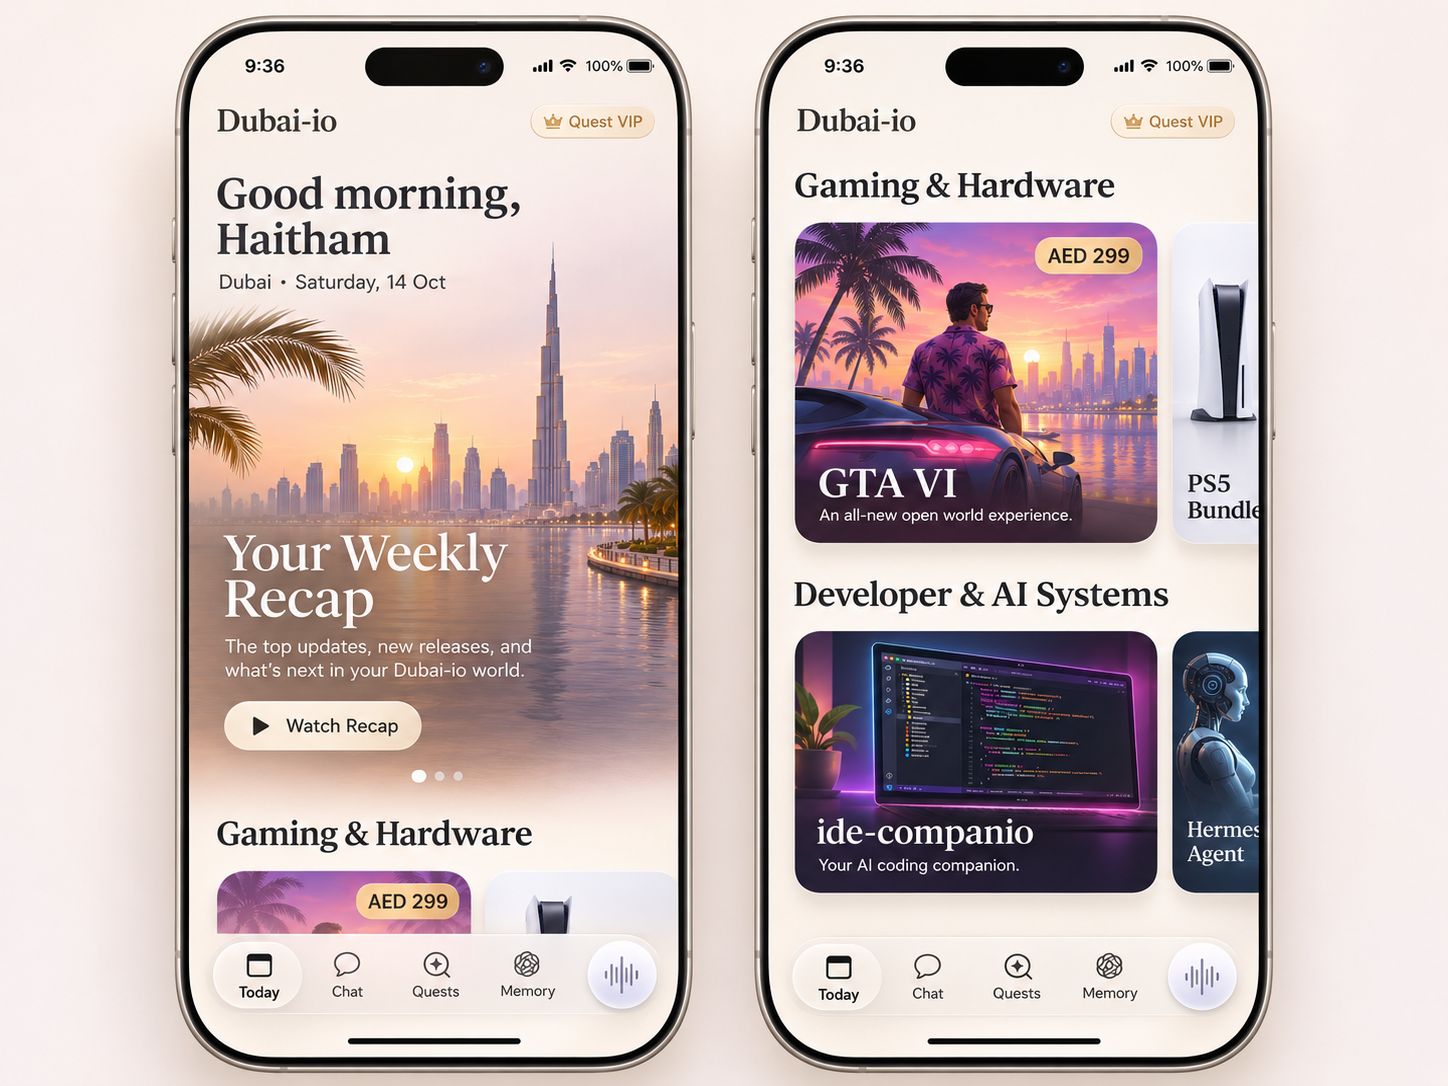 9:36
100%
Dubai-io
Quest VIP
Good morning,
Haitham
Dubai • Saturday, 14 Oct
Your Weekly
Recap
The top updates, new releases, and
what's next in your Dubai-io world.
Watch Recap
Gaming & Hardware
AED 299
Today
Chat
Quests
Memory
9:36
100%
Dubai-io
Quest VIP
Gaming & Hardware
AED 299
GTA VI
An all-new open world experience.
PS5
Bundle
Developer & AI Systems
ide-companio
Your AI coding companion.
Hermes
Agent
Today
Chat
Quests
Memory